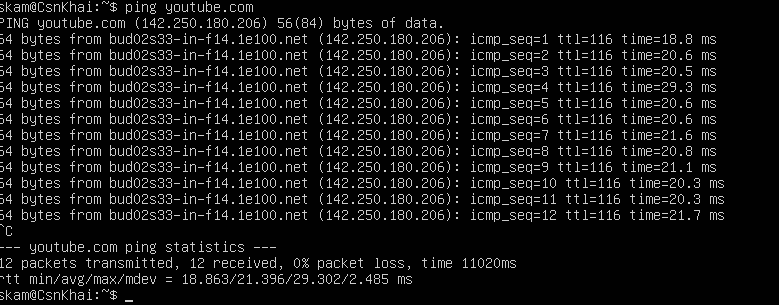 skam@CsnKhai:~$ ping youtube.com
PING youtube.com (142.250.180.206) 56(84) bytes of data.
64 bytes from bud02s33-in-f14.1e100.net (142.250.180.206): icmp_seq=1 ttl=116 time=18.8 ms
64 bytes from bud02s33-in-f14.1e100.net (142.250.180.206): icmp_seq=2 ttl=116 time=20.6 ms
64 bytes from bud02s33-in-f14.1e100.net (142.250.180.206): icmp_seq=3 ttl=116 time=20.5 ms
64 bytes from bud02s33-in-f14.1e100.net (142.250.180.206): icmp_seq=4 ttl=116 time=29.3 ms
64 bytes from bud02s33-in-f14.1e100.net (142.250.180.206): icmp_seq=5 ttl=116 time=20.6 ms
64 bytes from bud02s33-in-f14.1e100.net (142.250.180.206): icmp_seq=6 ttl=116 time=20.6 ms
64 bytes from bud02s33-in-f14.1e100.net (142.250.180.206): icmp_seq=7 ttl=116 time=21.6 ms
64 bytes from bud02s33-in-f14.1e100.net (142.250.180.206): icmp_seq=8 ttl=116 time=20.8 ms
64 bytes from bud02s33-in-f14.1e100.net (142.250.180.206): icmp_seq=9 ttl=116 time=21.1 ms
64 bytes from bud02s33-in-f14.1e100.net (142.250.180.206): icmp_seq=10 ttl=116 time=20.3 ms
64 bytes from bud02s33-in-f14.1e100.net (142.250.180.206): icmp_seq=11 ttl=116 time=20.3 ms
64 bytes from bud02s33-in-f14.1e100.net (142.250.180.206): icmp_seq=12 ttl=116 time=21.7 ms
^C
--- youtube.com ping statistics ---
12 packets transmitted, 12 received, 0% packet loss, time 11020ms
rtt min/avg/max/mdev = 18.863/21.396/29.302/2.485 ms
skam@CsnKhai:~$ _